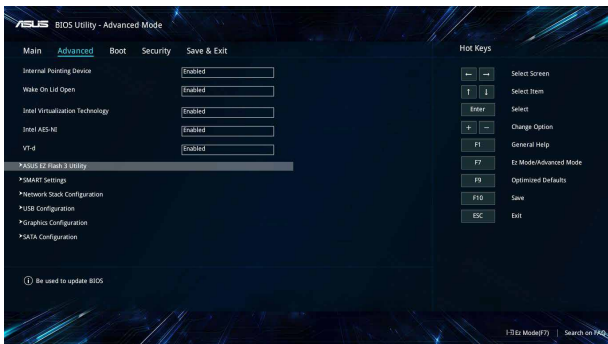 ASUS BIOS Utility - Advanced Mode
Main Advanced Boot Security Save & Exit
Internal Pointing Device Enabled
Wake On Lid Open Enabled
Intel Virtualization Technology Enabled
Intel AES-NI Enabled
VT-d Enabled
➤ASUS EZ Flash 3 Utility
➤SMART Settings
➤Network Stack Configuration
➤USB Configuration
➤Graphics Configuration
➤SATA Configuration
i Be used to update BIOS
Hot Keys
← → Select Screen
↑ ↓ Select Item
Enter Select
+ − Change Option
F1 General Help
F7 Ez Mode/Advanced Mode
F9 Optimized Defaults
F10 Save
ESC Exit
Ez Mode(F7) | Search on FAQ